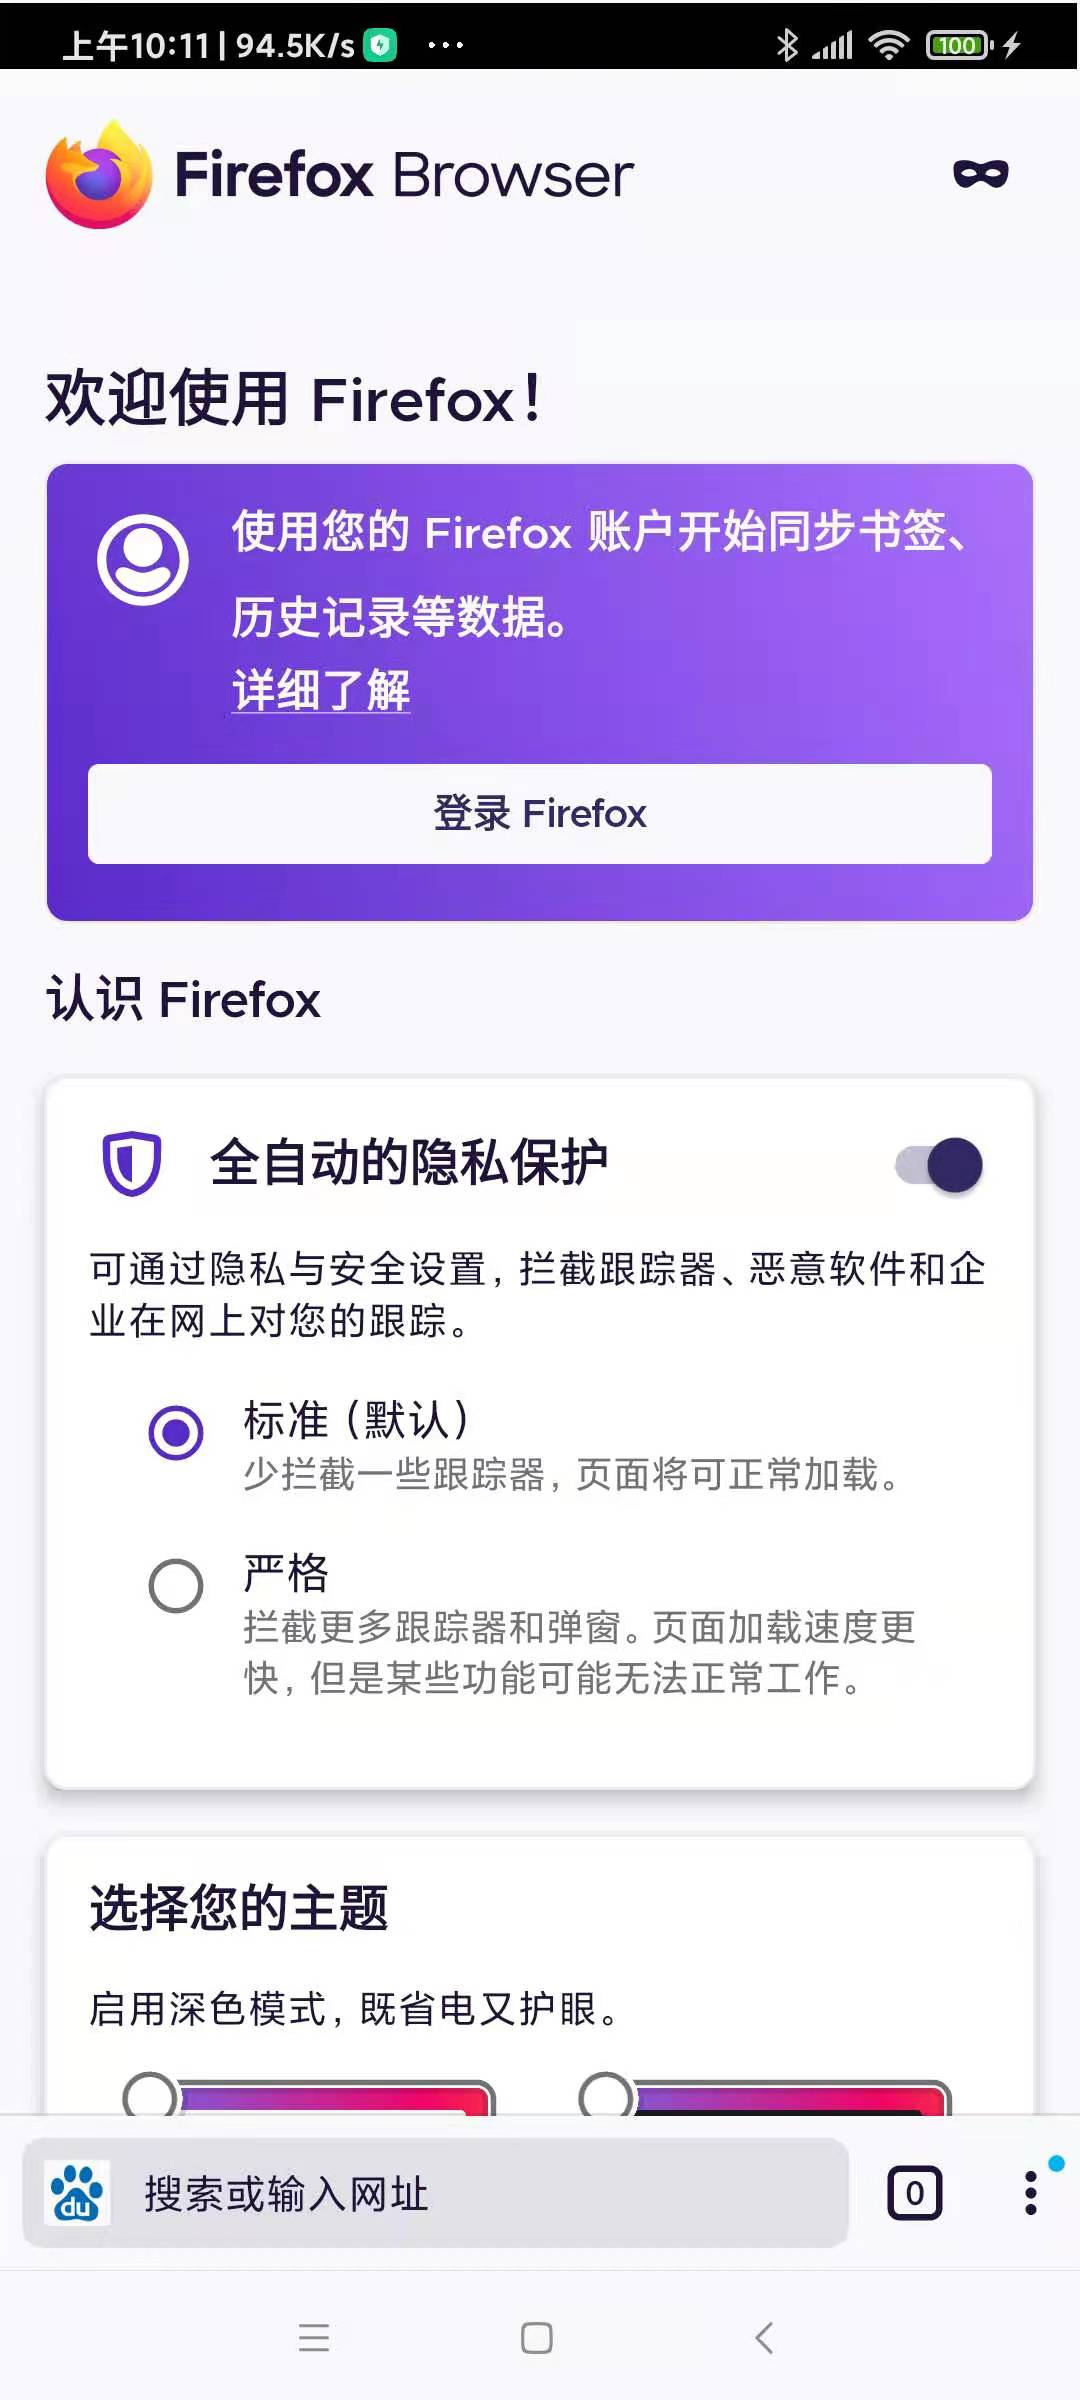 上午10:11 | 94.5K/s
100
Firefox Browser
欢迎使用 Firefox！
使用您的 Firefox 账户开始同步书签、
历史记录等数据。
详细了解
登录 Firefox
认识 Firefox
全自动的隐私保护
可通过隐私与安全设置，拦截跟踪器、恶意软件和企
业在网上对您的跟踪。
标准（默认）
少拦截一些跟踪器，页面将可正常加载。
严格
拦截更多跟踪器和弹窗。页面加载速度更
快，但是某些功能可能无法正常工作。
选择您的主题
启用深色模式，既省电又护眼。
du 搜索或输入网址
0